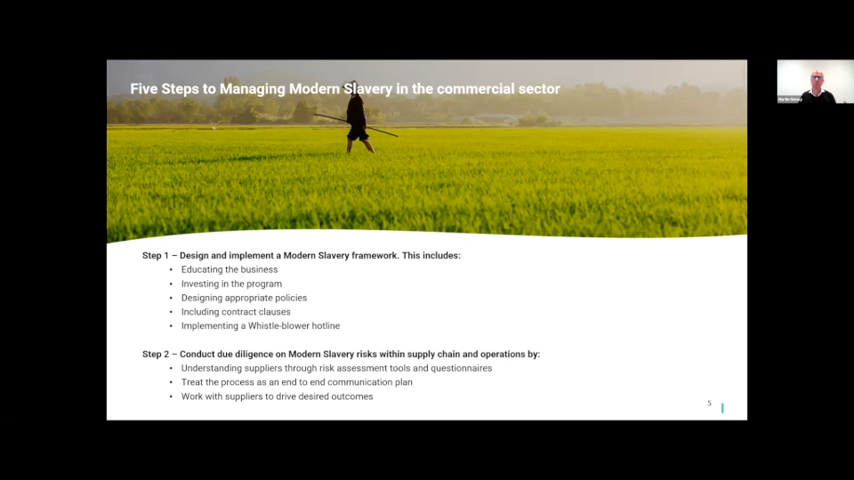 Five Steps to Managing Modern Slavery in the commercial sector
Step 1 – Design and implement a Modern Slavery framework. This includes:
• Educating the business
• Investing in the program
• Designing appropriate policies
• Including contract clauses
• Implementing a Whistle-blower hotline
Step 2 – Conduct due diligence on Modern Slavery risks within supply chain and operations by:
• Understanding suppliers through risk assessment tools and questionnaires
• Treat the process as an end to end communication plan
• Work with suppliers to drive desired outcomes
5